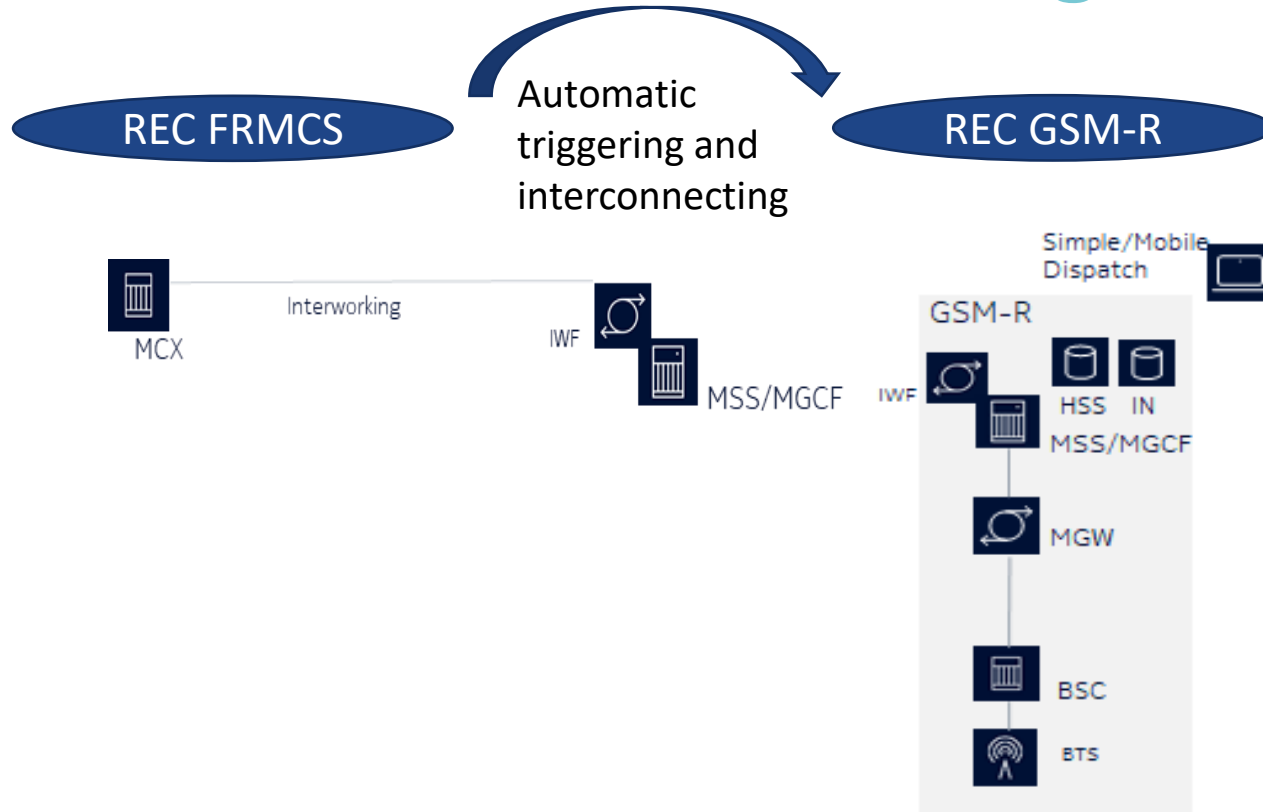 REC FRMCS
Automatic
triggering and
interconnecting
REC GSM-R
Simple/Mobile
Dispatch
MCX
Interworking
IWF
MSS/MGCF
GSM-R
IWF
HSS
IN
MSS/MGCF
MGW
BSC
BTS